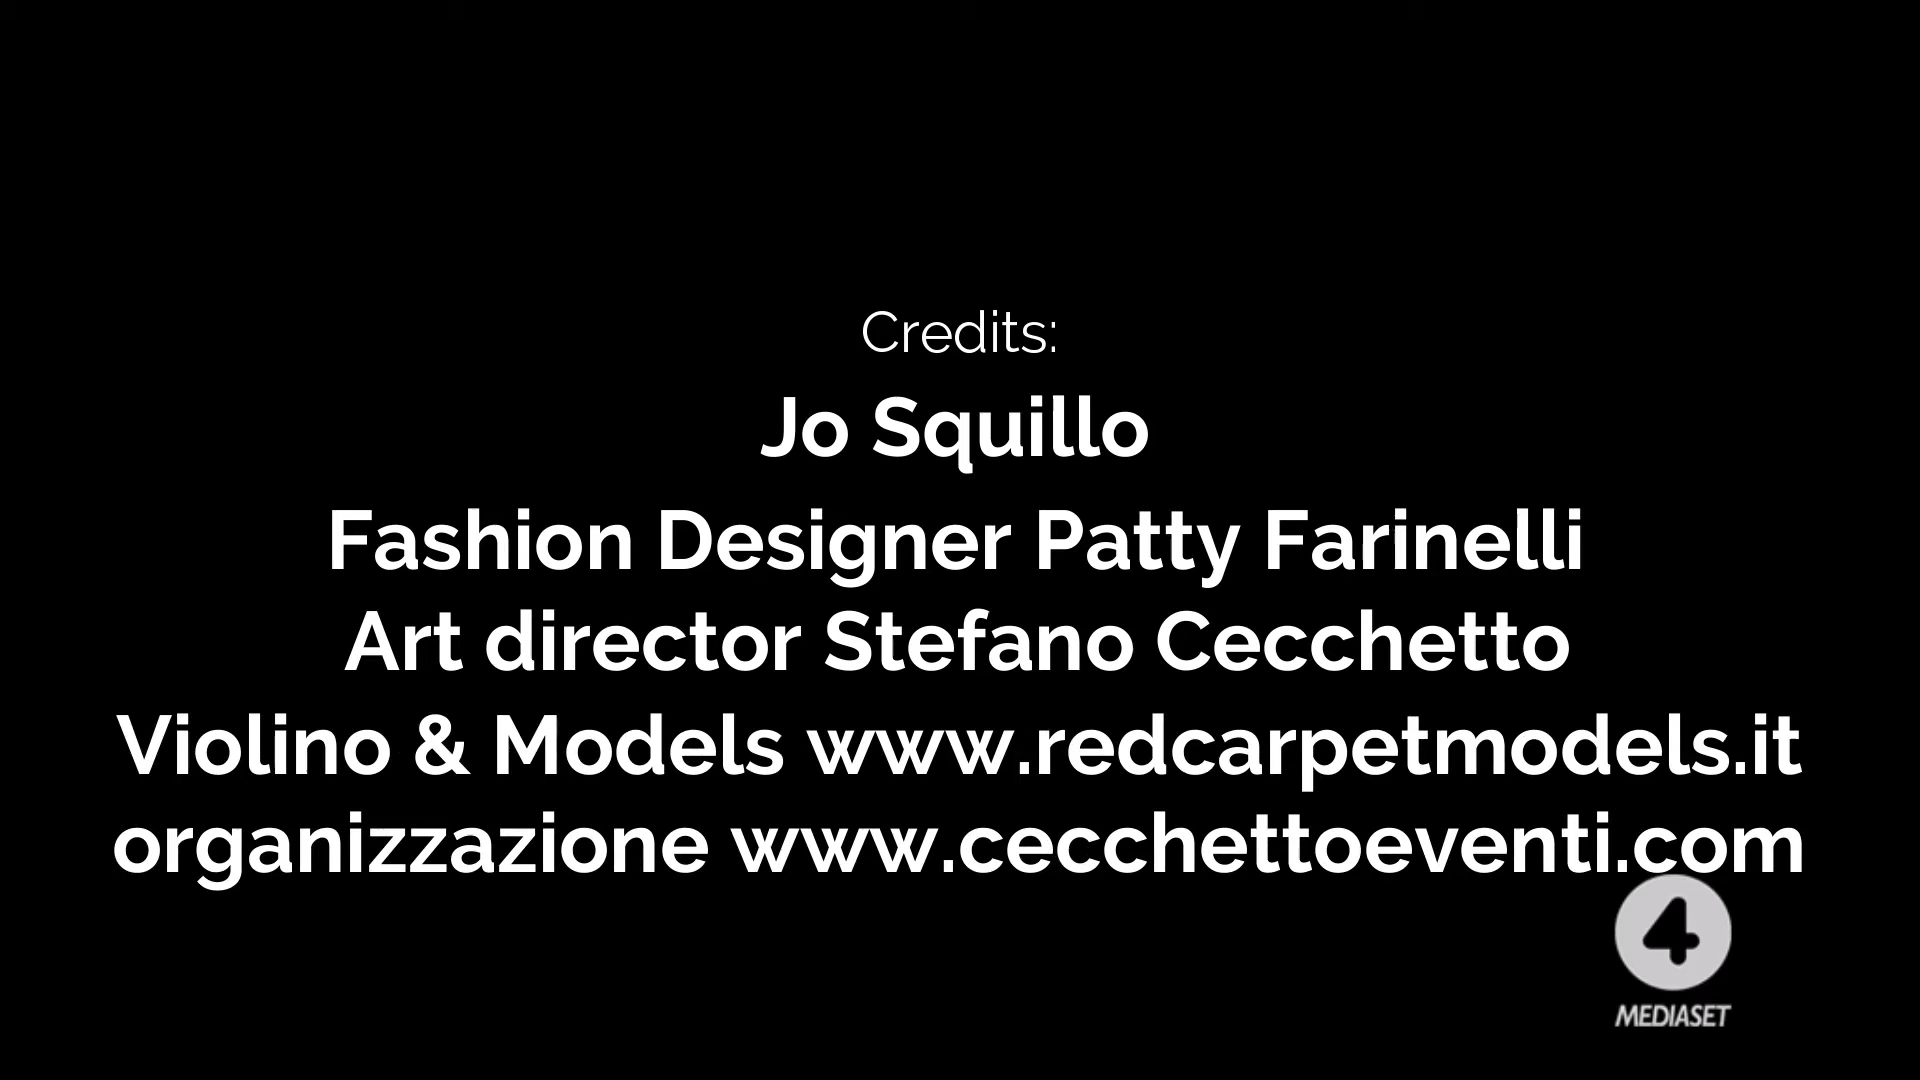 Credits:
Jo Squillo
Fashion Designer Patty Farinelli
Art director Stefano Cecchetto
Violino & Models www.redcarpetmodels.it
organizzazione www.cecchettoeventi.com
4
MEDIASET